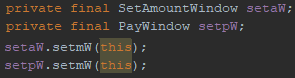 private final SetAmountWindow setaW;
private final PayWindow setpW;
setaW.setmW(this);
setpW.setmW(this);